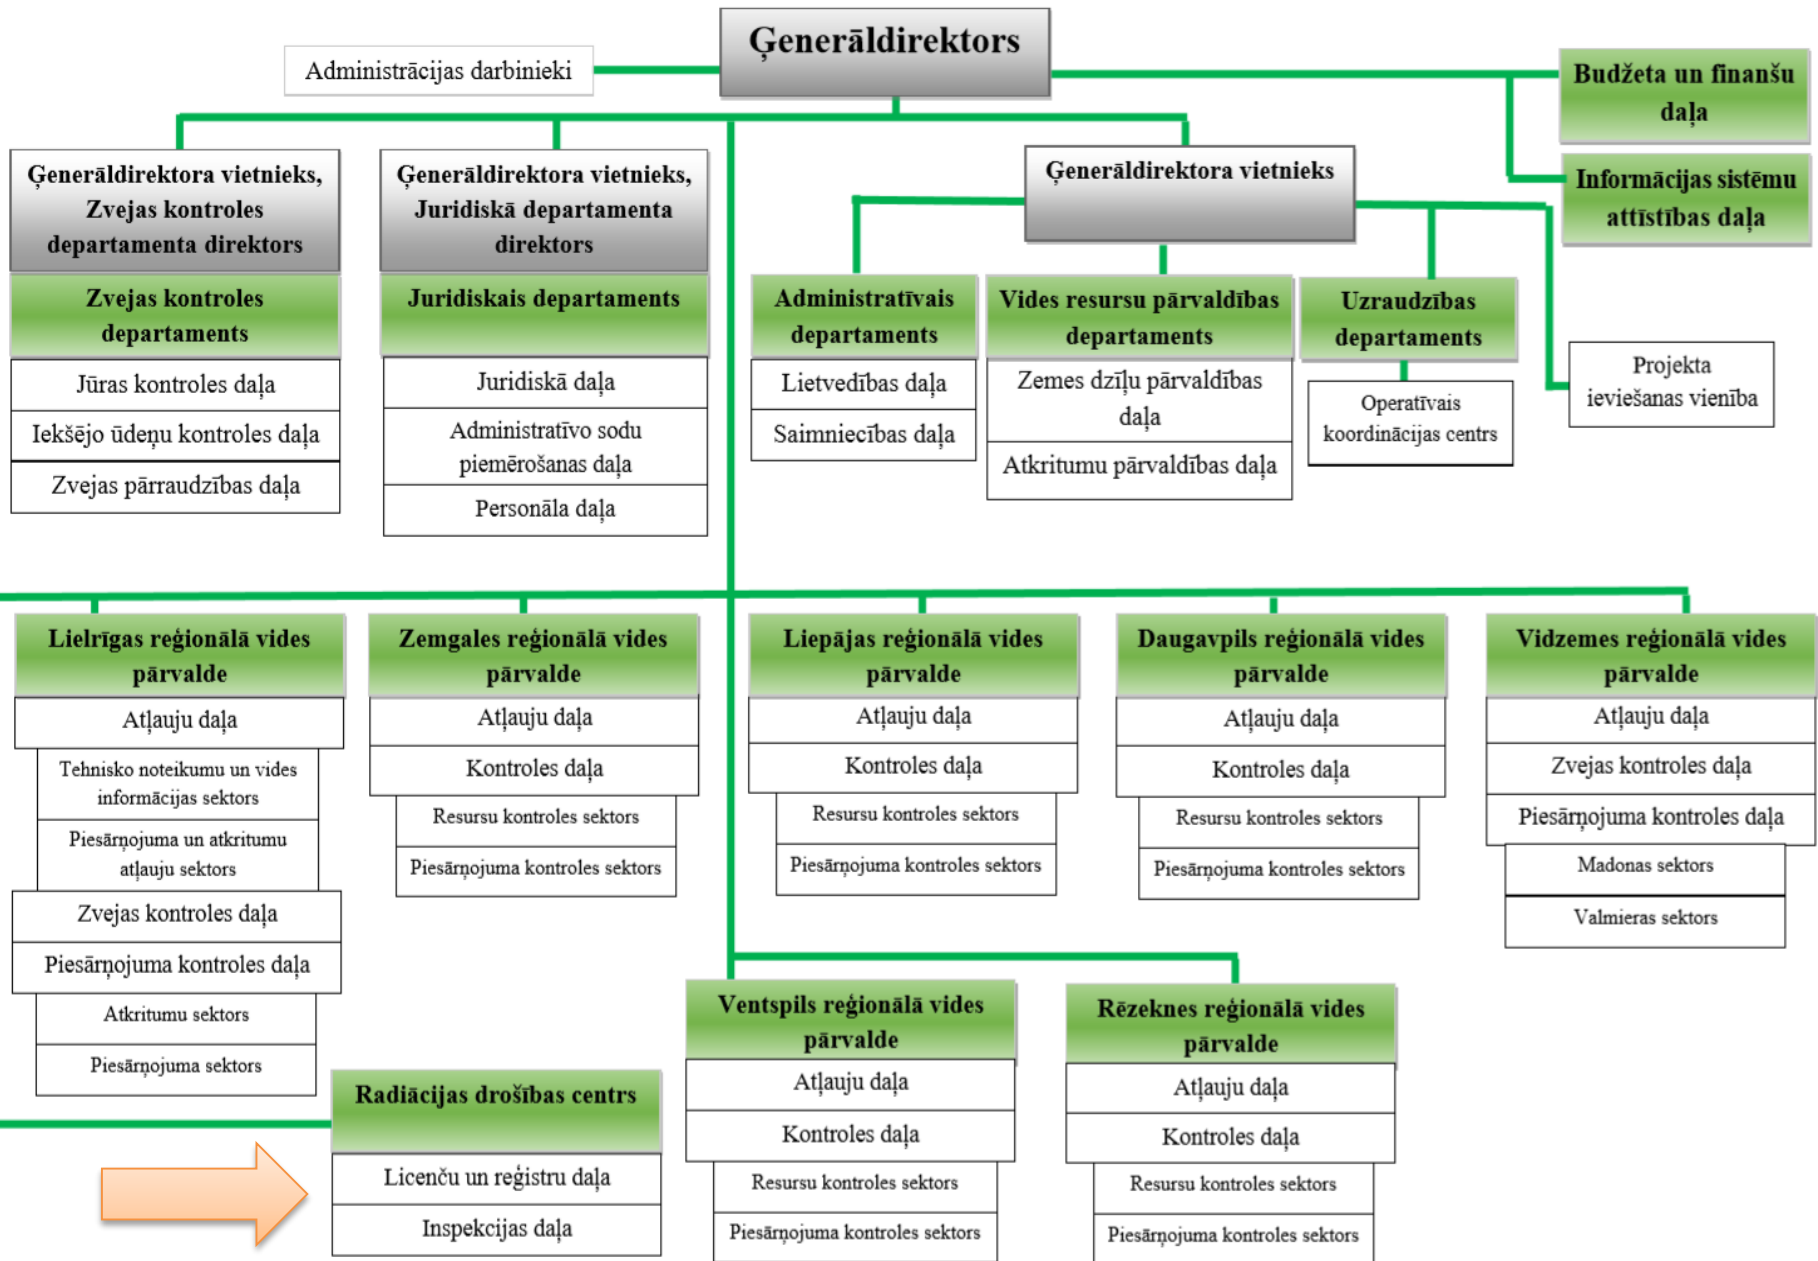 Ģenerāldirektors
Administrācijas darbinieki
Budžeta un finanšu
daļa
Informācijas sistēmu
attīstības daļa
Ģenerāldirektora vietnieks,
Zvejas kontroles
departamenta direktors
Zvejas kontroles
departaments
Jūras kontroles daļa
Iekšējo ūdeņu kontroles daļa
Zvejas pārraudzības daļa
Ģenerāldirektora vietnieks,
Juridiskā departamenta
direktors
Juridiskais departaments
Juridiskā daļa
Administratīvo sodu
piemērošanas daļa
Personāla daļa
Ģenerāldirektora vietnieks
Administratīvais
departaments
Lietvedības daļa
Saimniecības daļa
Vides resursu pārvaldības
departaments
Zemes dzīļu pārvaldības
daļa
Atkritumu pārvaldības daļa
Uzraudzības
departaments
Operatīvais
koordinācijas centrs
Projekta
ieviešanas vienība
Lielrīgas reģionālā vides
pārvalde
Atļauju daļa
Tehnisko noteikumu un vides
informācijas sektors
Piesārņojuma un atkritumu
atļauju sektors
Zvejas kontroles daļa
Piesārņojuma kontroles daļa
Atkritumu sektors
Piesārņojuma sektors
Zemgales reģionālā vides
pārvalde
Atļauju daļa
Kontroles daļa
Resursu kontroles sektors
Piesārņojuma kontroles sektors
Liepājas reģionālā vides
pārvalde
Atļauju daļa
Kontroles daļa
Resursu kontroles sektors
Piesārņojuma kontroles sektors
Daugavpils reģionālā vides
pārvalde
Atļauju daļa
Kontroles daļa
Resursu kontroles sektors
Piesārņojuma kontroles sektors
Vidzemes reģionālā vides
pārvalde
Atļauju daļa
Zvejas kontroles daļa
Piesārņojuma kontroles daļa
Madonas sektors
Valmieras sektors
Radiācijas drošības centrs
Licenču un reģistru daļa
Inspekcijas daļa
Ventspils reģionālā vides
pārvalde
Atļauju daļa
Kontroles daļa
Resursu kontroles sektors
Piesārņojuma kontroles sektors
Rēzeknes reģionālā vides
pārvalde
Atļauju daļa
Kontroles daļa
Resursu kontroles sektors
Piesārņojuma kontroles sektors